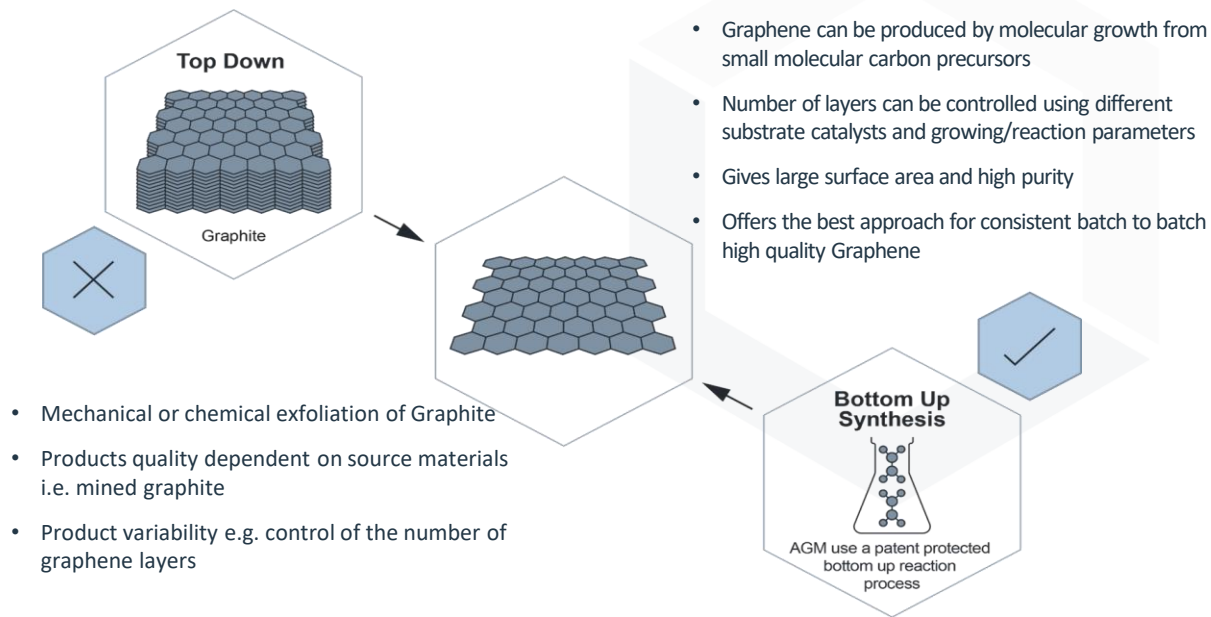 Top Down
Graphite
• Graphene can be produced by molecular growth from
small molecular carbon precursors
• Number of layers can be controlled using different
substrate catalysts and growing/reaction parameters
• Gives large surface area and high purity
• Offers the best approach for consistent batch to batch
high quality Graphene
• Mechanical or chemical exfoliation of Graphite
• Products quality dependent on source materials
i.e. mined graphite
• Product variability e.g. control of the number of
graphene layers
Bottom Up
Synthesis
AGM use a patent protected
bottom up reaction
process